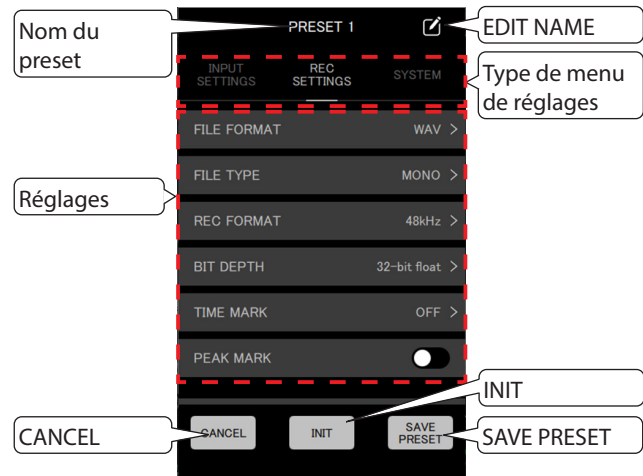 Nom du
preset
PRESET 1
EDIT NAME
INPUT
SETTINGS
REC
SETTINGS
SYSTEM
Type de menu
de réglages
Réglages
FILE FORMAT WAV >
FILE TYPE MONO >
REC FORMAT 48kHz >
BIT DEPTH 32-bit float >
TIME MARK OFF >
PEAK MARK
INIT
CANCEL
CANCEL
INIT
SAVE
PRESET
SAVE PRESET